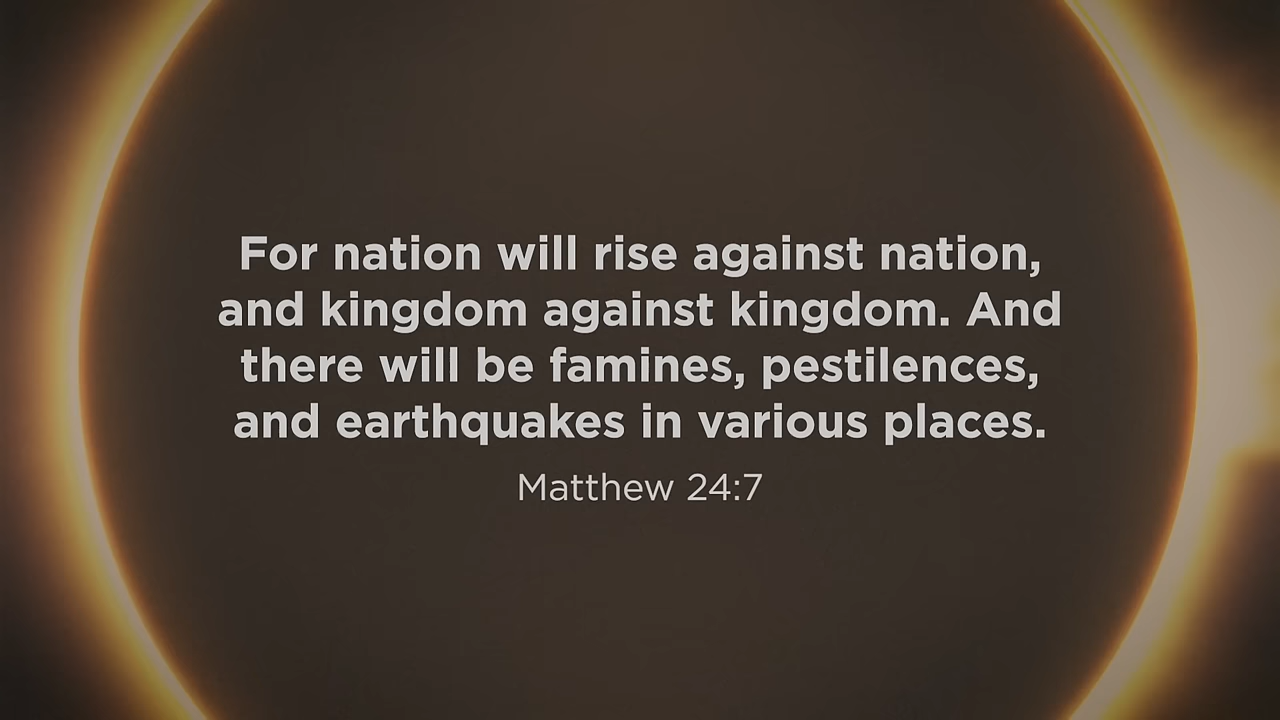 For nation will rise against nation,
and kingdom against kingdom. And
there will be famines, pestilences,
and earthquakes in various places.
Matthew 24:7